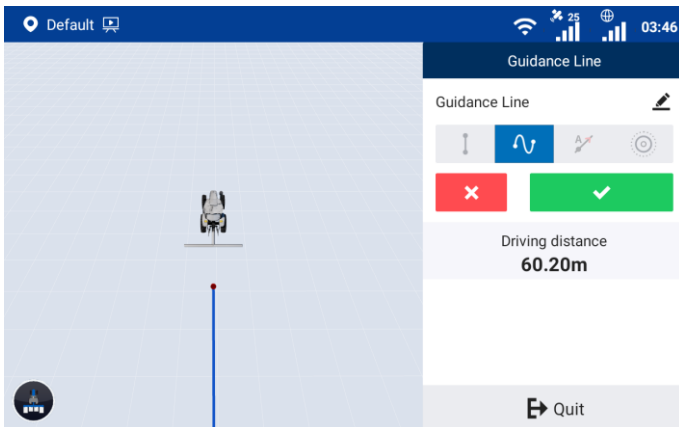 Default
25
03:46
Guidance Line
Guidance Line
A
Driving distance
60.20m
Quit